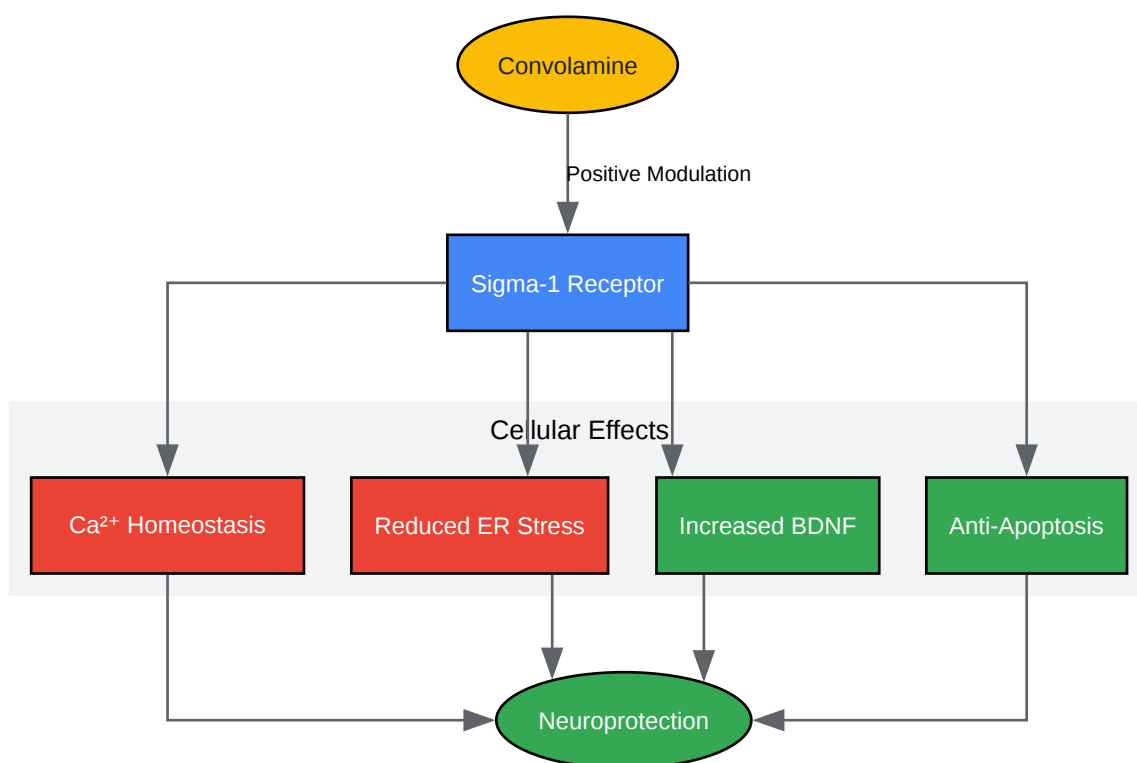 Convolamine
Positive Modulation
Sigma-1 Receptor
Cellular Effects
Ca²⁺ Homeostasis
Reduced ER Stress
Increased BDNF
Anti-Apoptosis
Neuroprotection